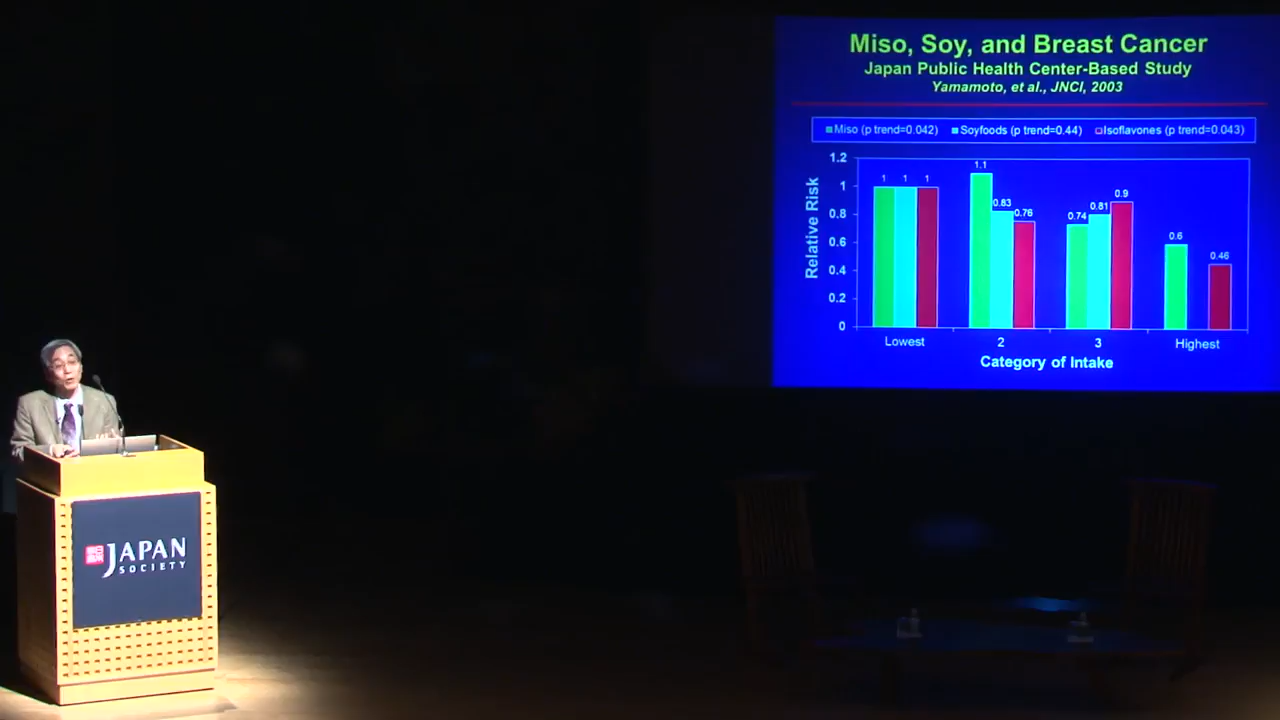 Miso, Soy, and Breast Cancer
Japan Public Health Center-Based Study
Yamamoto, et al., JNCI, 2003
Miso (p trend=0.042) Soyfoods (p trend=0.44) Isoflavones (p trend=0.043)
1.2
1
0.8
0.6
0.4
0.2
0
Relative Risk
1 1 1
1.1 0.83 0.76
0.74 0.81 0.9
0.6 0.46
Lowest 2 3 Highest
Category of Intake
JAPAN
SOCIETY